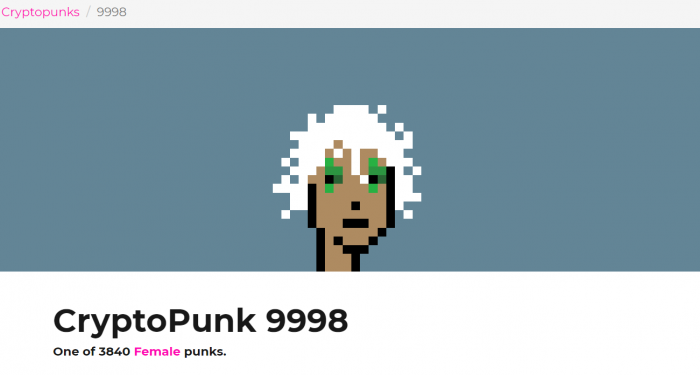 Cryptopunks / 9998
CryptoPunk 9998
One of 3840 Female punks.